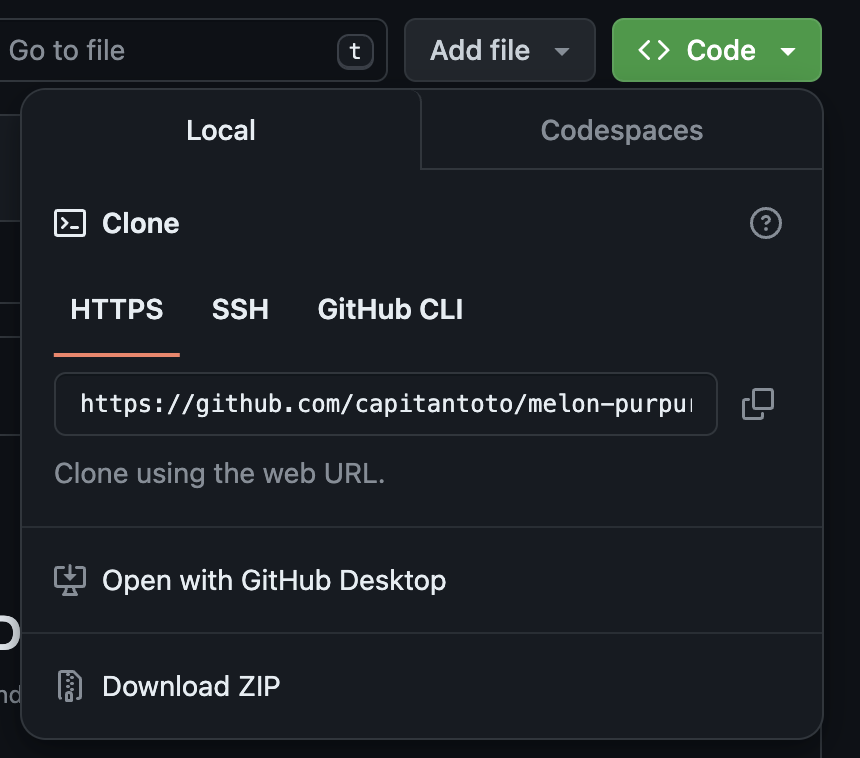 Go to file t Add file Code
Local Codespaces
Clone
HTTPS SSH GitHub CLI
https://github.com/capitantoto/melon-purpu
Clone using the web URL.
Open with GitHub Desktop
D
nd
Download ZIP